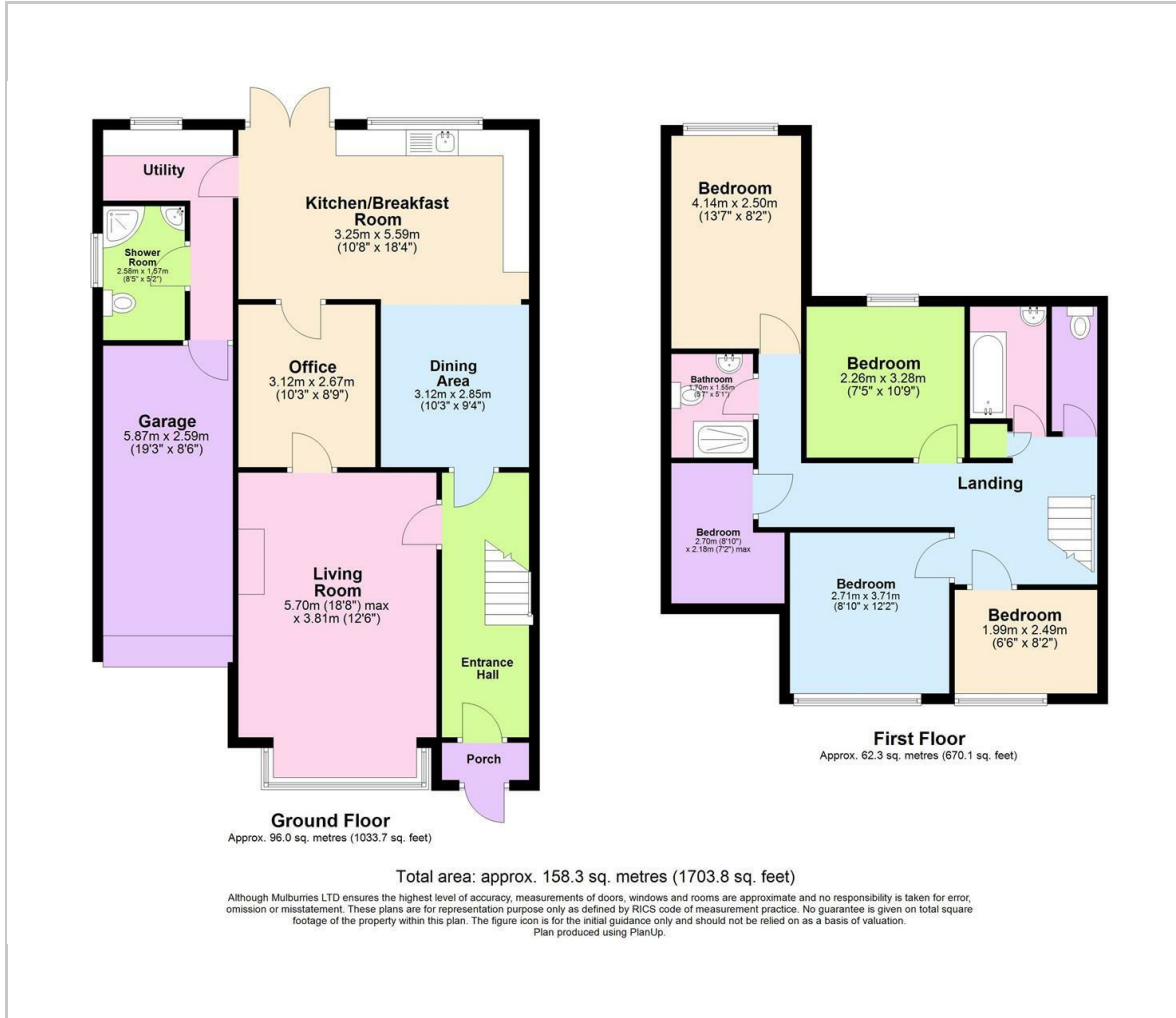 Utility
Kitchen/Breakfast
Room
3.25m x 5.59m
(10'8" x 18'4")
Shower
Room
2.58m x 1.57m
(8'5" x 5'2")
Office
3.12m x 2.67m
(10'3" x 8'9")
Dining
Area
3.12m x 2.85m
(10'3" x 9'4")
Garage
5.87m x 2.59m
(19'3" x 8'6")
Living
Room
5.70m (18'8") max
x 3.81m (12'6")
Entrance
Hall
Porch
Ground Floor
Approx. 96.0 sq. metres (1033.7 sq. feet)
Bedroom
4.14m x 2.50m
(13'7" x 8'2")
Bedroom
2.26m x 3.28m
(7'5" x 10'9")
Bathroom
1.70m x 1.55m
(5'7" x 5'1")
Landing
Bedroom
2.70m (8'10")
x 2.18m (7'2") max
Bedroom
2.71m x 3.71m
(8'10" x 12'2")
Bedroom
1.99m x 2.49m
(6'6" x 8'2")
First Floor
Approx. 62.3 sq. metres (670.1 sq. feet)
Total area: approx. 158.3 sq. metres (1703.8 sq. feet)
Although Mulburries LTD ensures the highest level of accuracy, measurements of doors, windows and rooms are approximate and no responsibility is taken for error,
omission or misstatement. These plans are for representation purpose only as defined by RICS code of measurement practice. No guarantee is given on total square
footage of the property within this plan. The figure icon is for the initial guidance only and should not be relied on as a basis of valuation.
Plan produced using PlanUp.